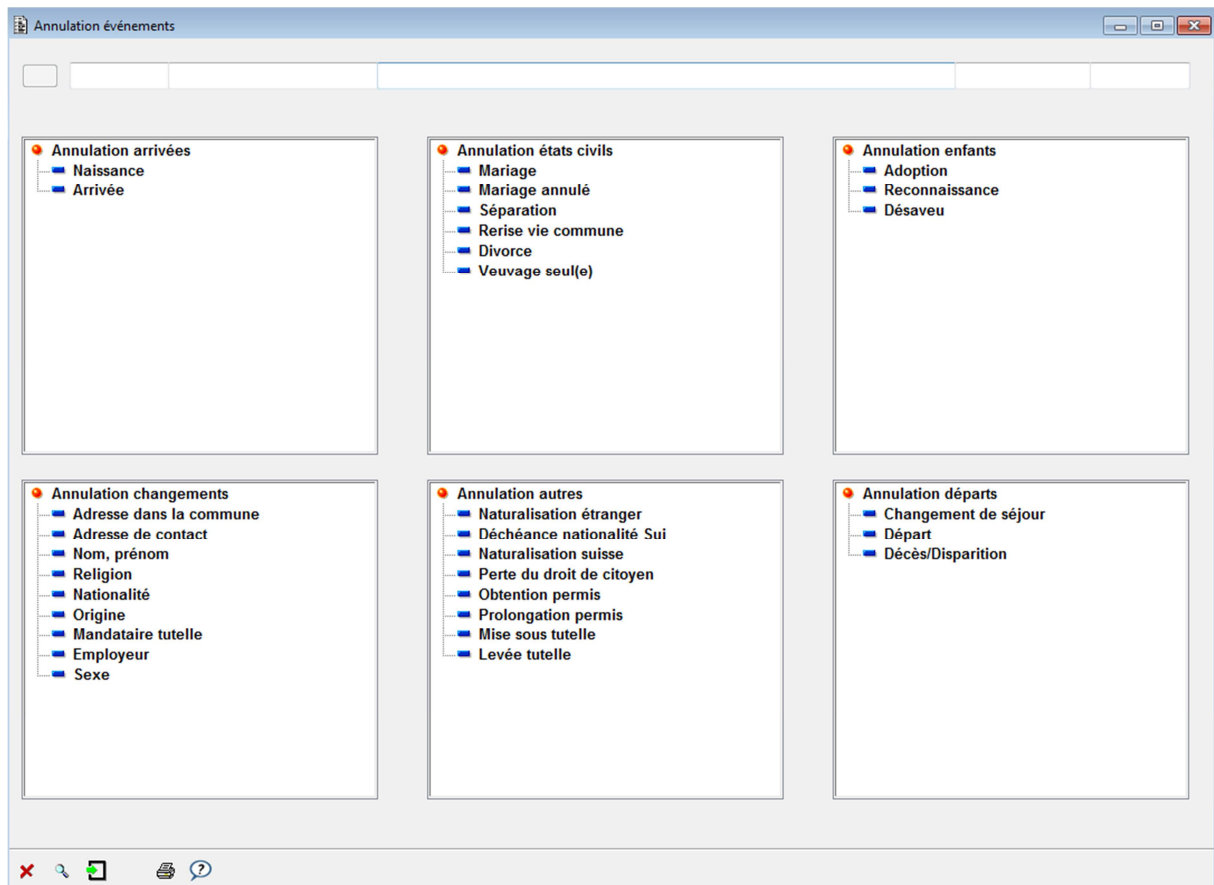 Annulation événements
Annulation arrivées
Naissance
Arrivée
Annulation états civils
Mariage
Mariage annulé
Séparation
Rerise vie commune
Divorce
Veuvage seul(e)
Annulation enfants
Adoption
Reconnaissance
Désaveu
Annulation changements
Adresse dans la commune
Adresse de contact
Nom, prénom
Religion
Nationalité
Origine
Mandataire tutelle
Employeur
Sexe
Annulation autres
Naturalisation étranger
Déchéance nationalité Sui
Naturalisation suisse
Perte du droit de citoyen
Obtention permis
Prolongation permis
Mise sous tutelle
Levée tutelle
Annulation départs
Changement de séjour
Départ
Décès/Disparition